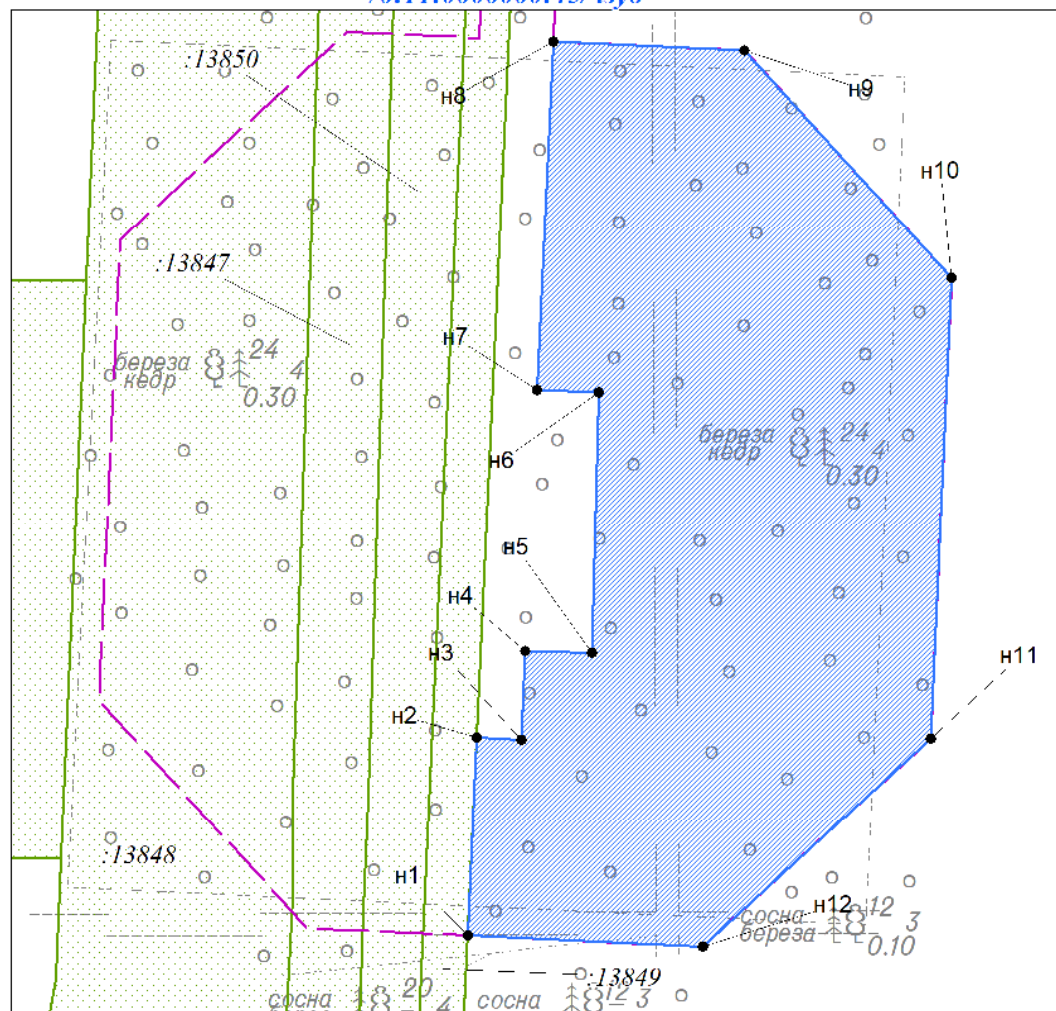 :13850
н8
н9
н10
:13847
н7
береза
кедр
24
4
0.30
береза
кедр
24
4
0.30
н6
н5
н4
н3
н11
н2
:13848
н1
н12
сосна
береза
12
3
0.10
:13849
сосна
20
4
сосна
12
3